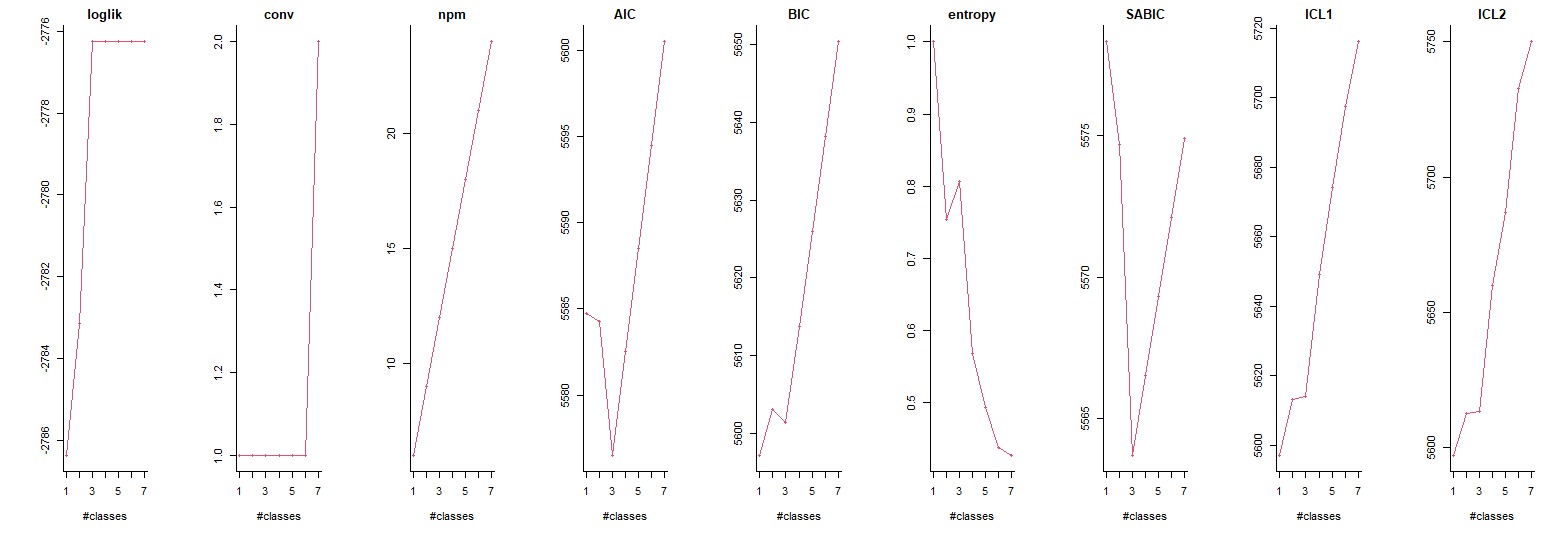 loglik
conv
npm
AIC
BIC
entropy
SABIC
ICL1
ICL2
-2776
-2778
-2780
-2782
-2784
-2786
1 3 5 7
#classes
2.0
1.8
1.6
1.4
1.2
1.0
1 3 5 7
#classes
20
15
10
1 3 5 7
#classes
5600
5595
5590
5585
5580
1 3 5 7
#classes
5650
5640
5630
5620
5610
5600
1 3 5 7
#classes
1.0
0.9
0.8
0.7
0.6
0.5
1 3 5 7
#classes
5575
5570
5565
1 3 5 7
#classes
5720
5700
5680
5660
5640
5620
5600
1 3 5 7
#classes
5750
5700
5650
5600
1 3 5 7
#classes